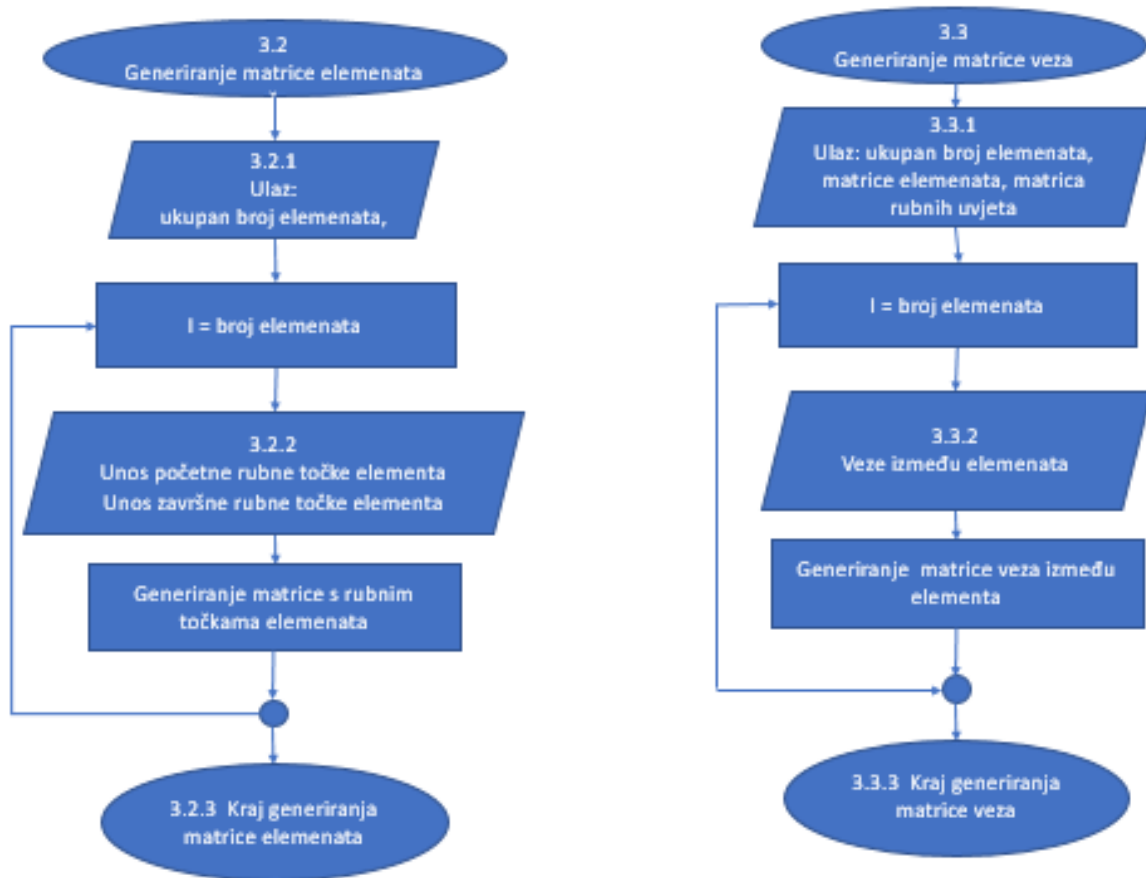 3.2
Generiranje matrice elemenata
3.2.1
Ulaz:
ukupan broj elemenata,
I = broj elemenata
3.2.2
Unos početne rubne točke elementa
Unos završne rubne točke elementa
Generiranje matrice s rubnim
točkama elemenata
3.2.3 Kraj generiranja
matrice elemenata
3.3
Generiranje matrice veza
3.3.1
Ulaz: ukupan broj elemenata,
matrice elemenata, matrica
rubnih uvjeta
I = broj elemenata
3.3.2
Veze između elemenata
Generiranje matrice veza između
elementa
3.3.3 Kraj generiranja
matrice veza